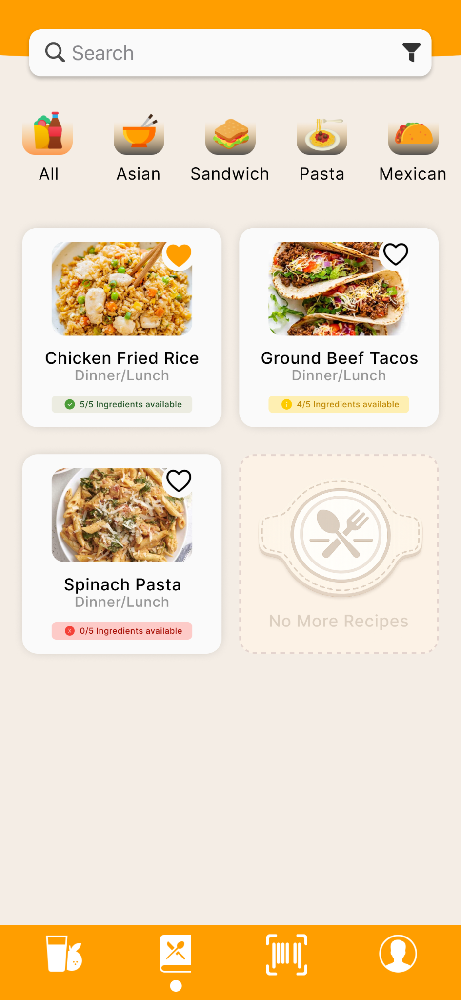 Search
All
Asian
Sandwich
Pasta
Mexican
Chicken Fried Rice
Dinner/Lunch
5/5 Ingredients available
Ground Beef Tacos
Dinner/Lunch
4/5 Ingredients available
Spinach Pasta
Dinner/Lunch
0/5 Ingredients available
No More Recipes